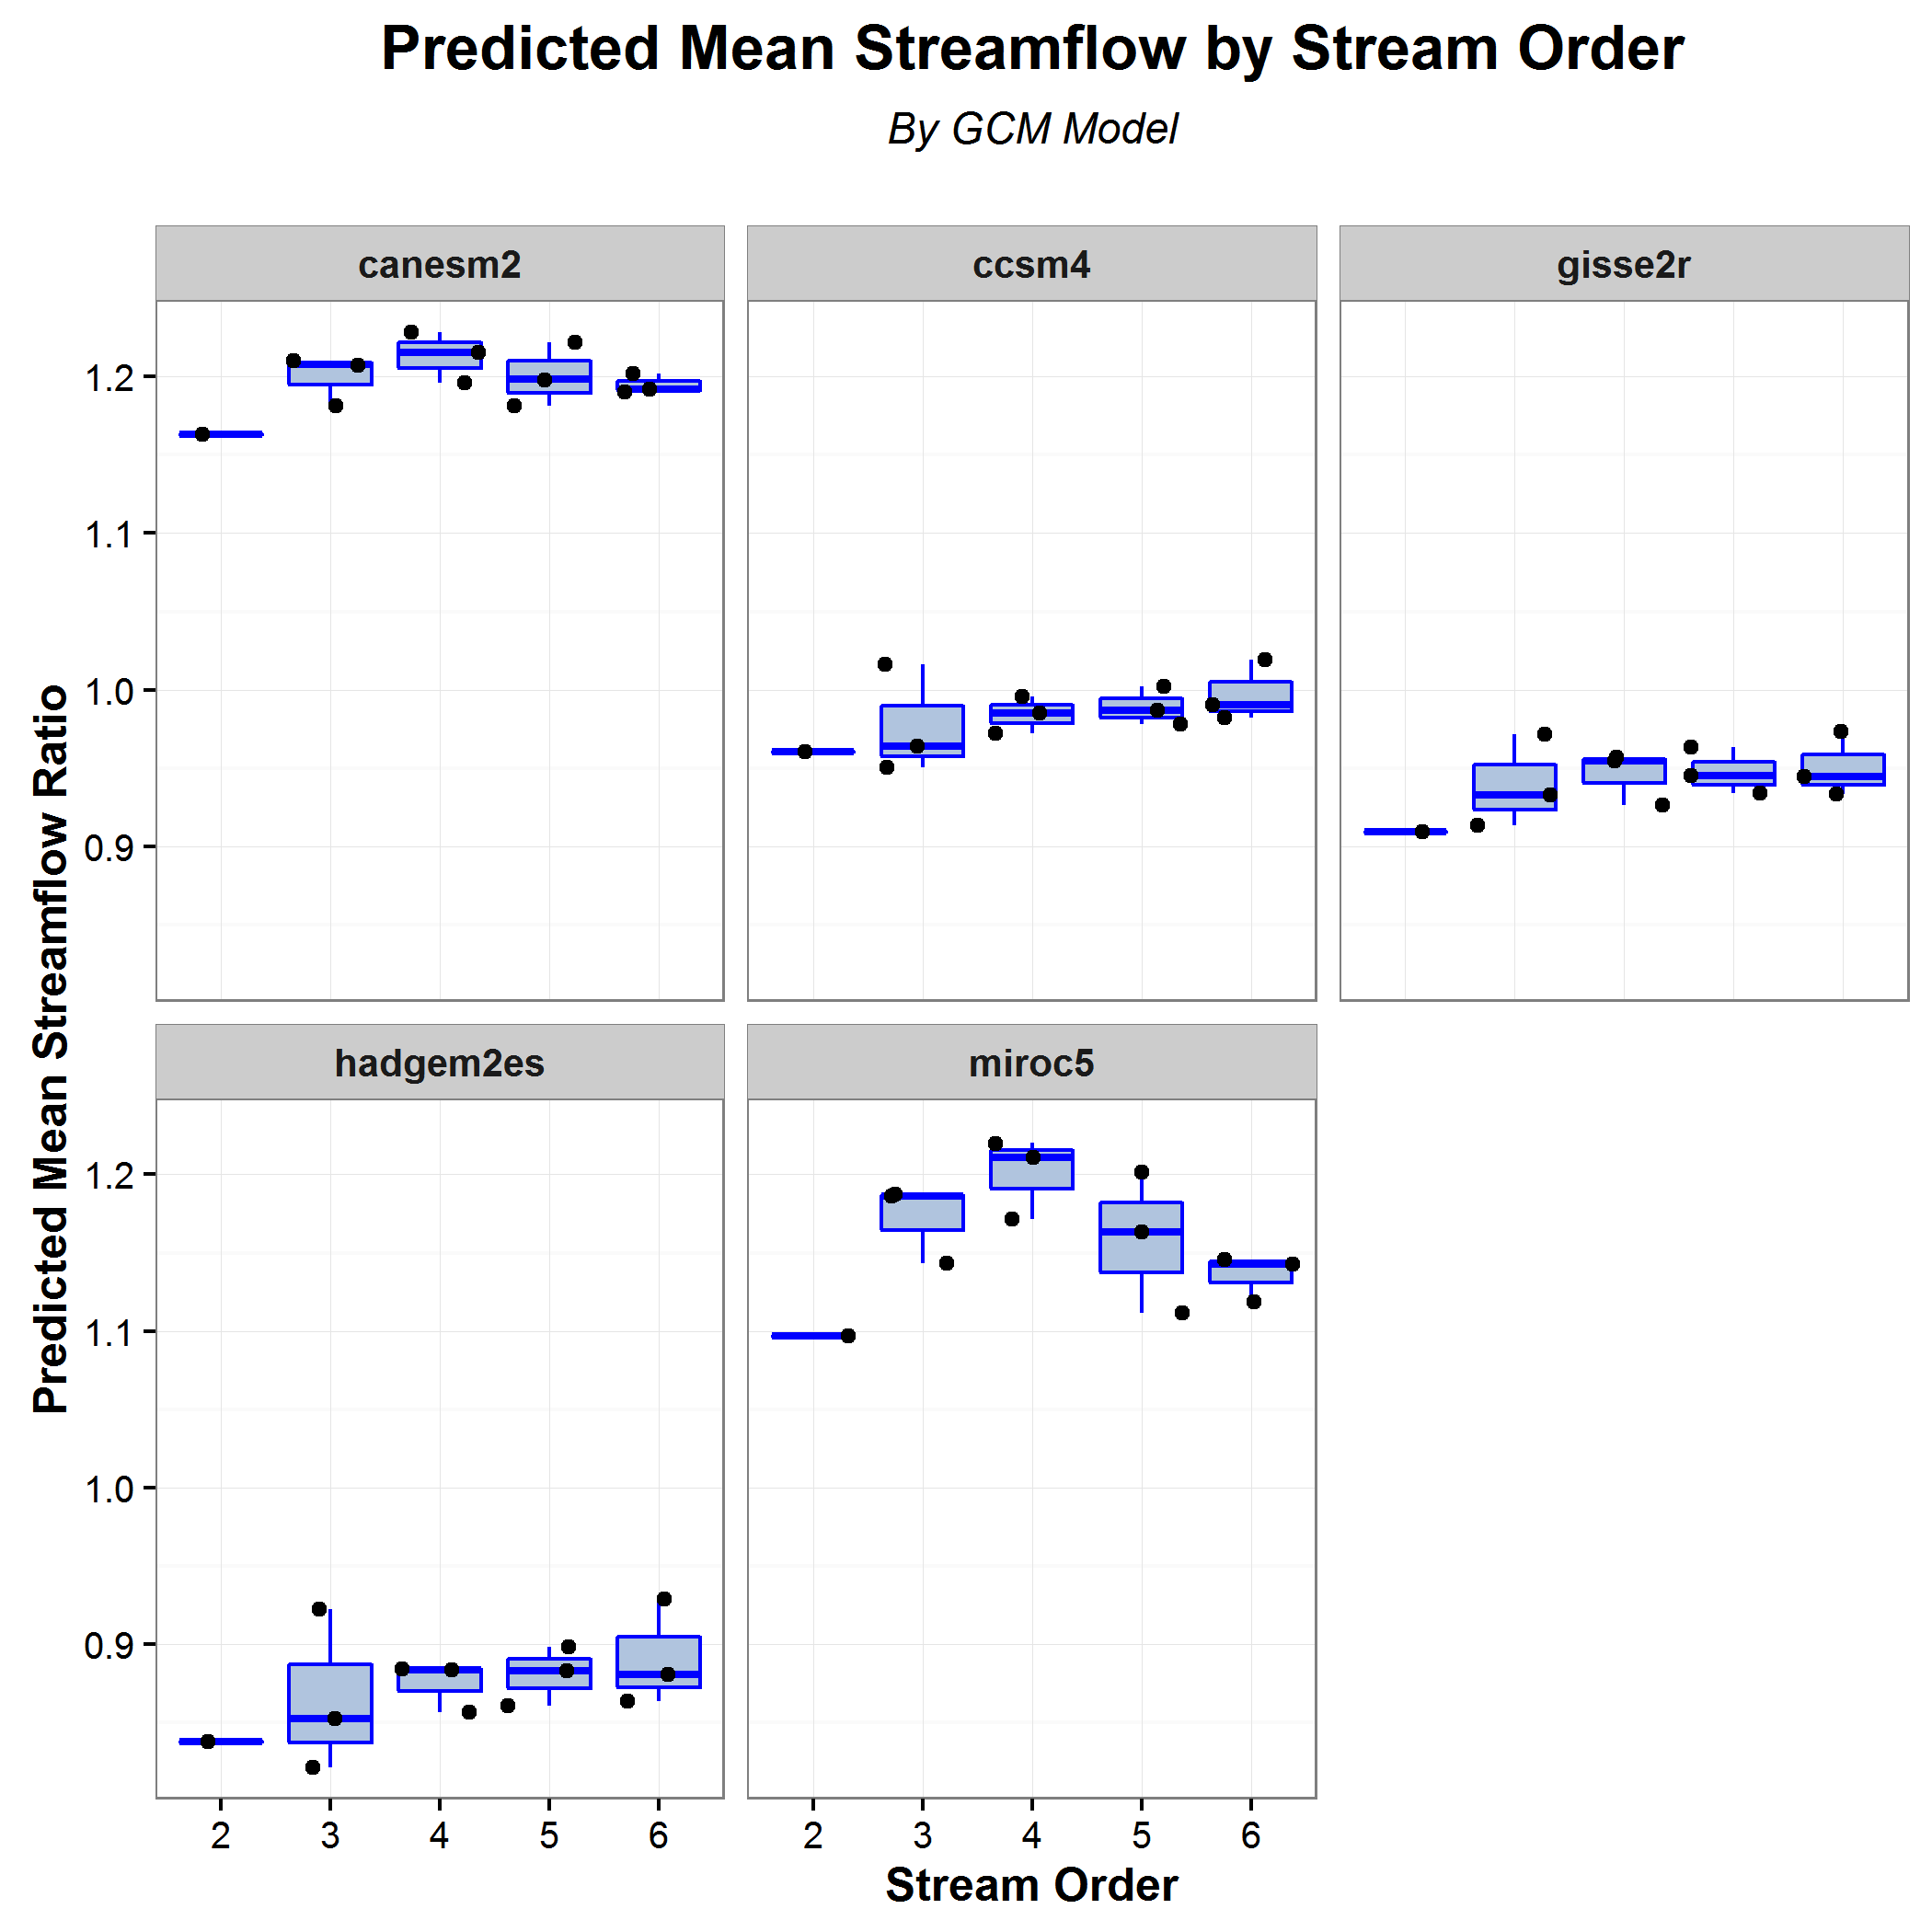 Predicted Mean Streamflow by Stream Order
By GCM Model
canesm2
ccsm4
gisse2r
1.2
1.1
1.0
0.9
Predicted Mean Streamflow Ratio
hadgem2es
miroc5
1.2
1.1
1.0
0.9
2 3 4 5 6
2 3 4 5 6
Stream Order